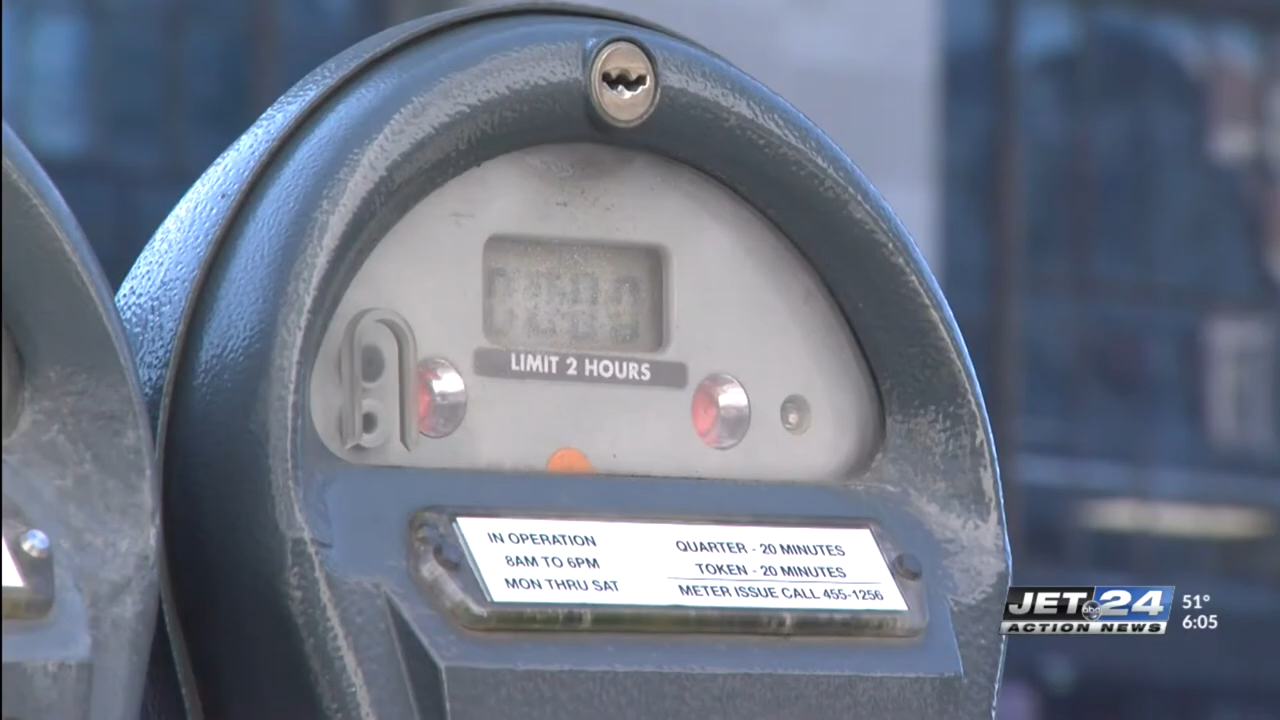 LIMIT 2 HOURS
IN OPERATION
8AM TO 6PM
MON THRU SAT
QUARTER - 20 MINUTES
TOKEN - 20 MINUTES
METER ISSUE CALL 455-1256
JET abc 24
ACTION NEWS
51°
6:05